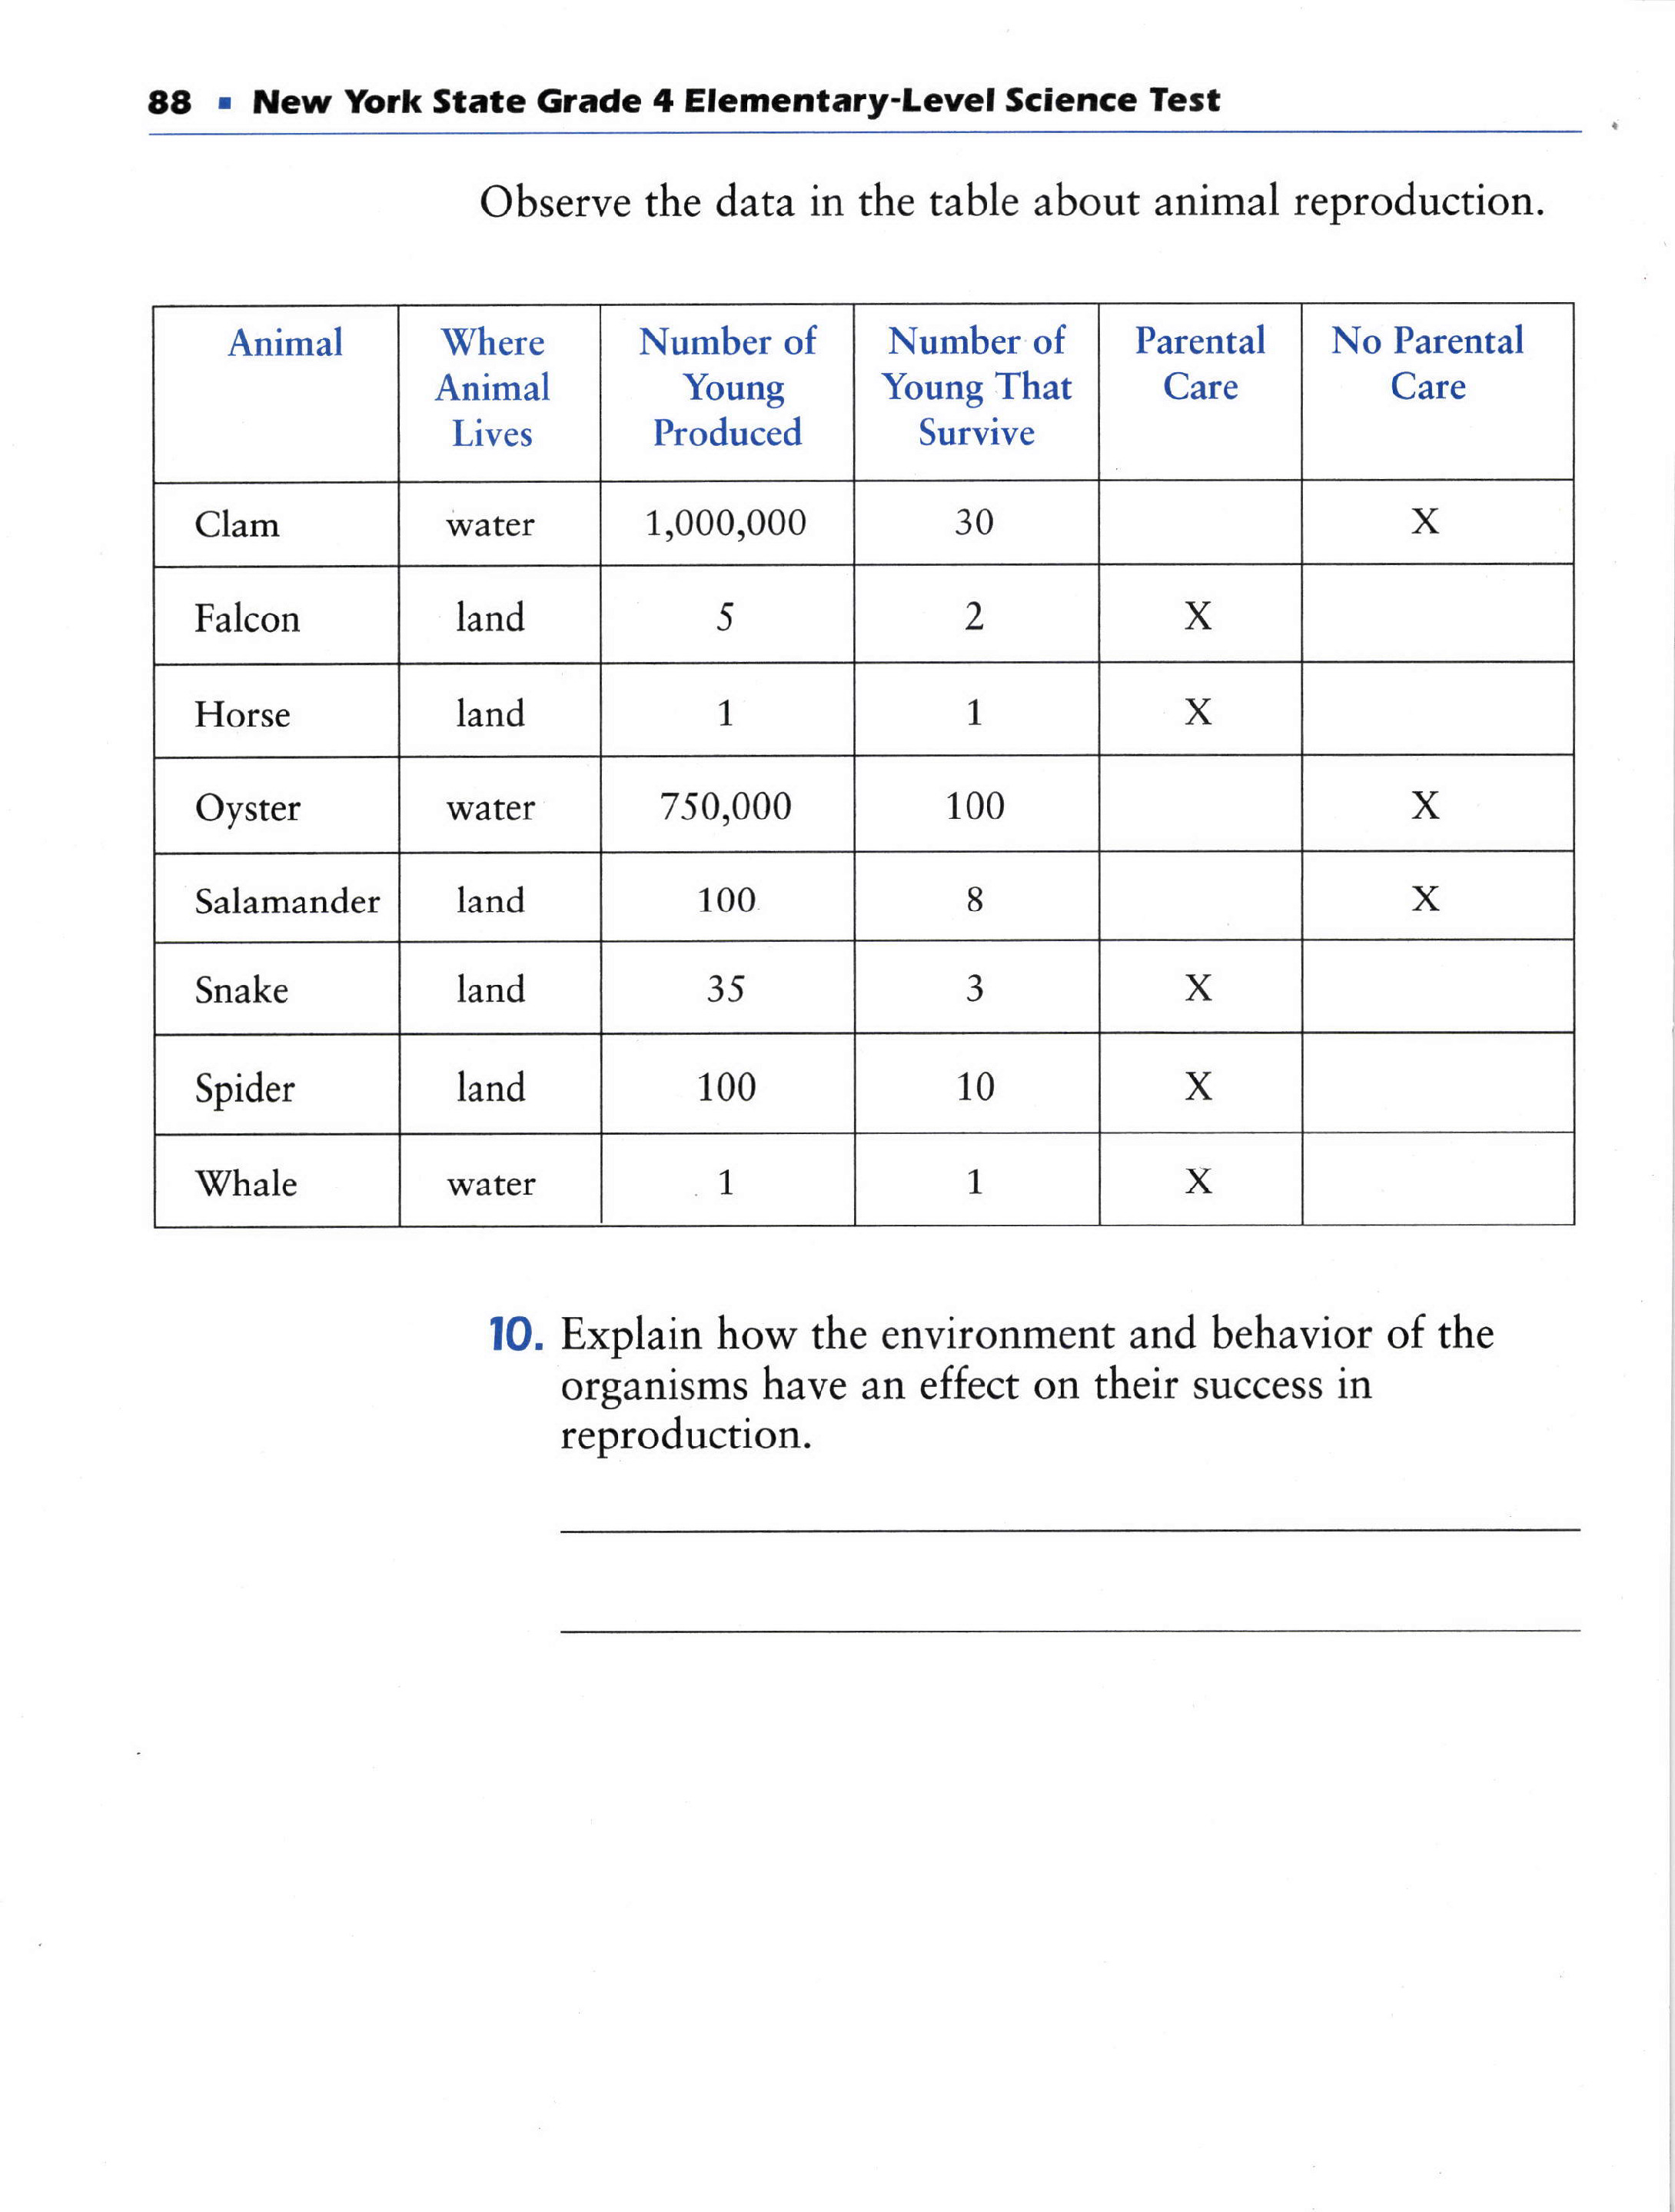 88 ▪ New York State Grade 4 Elementary-Level Science Test
Observe the data in the table about animal reproduction.
Animal Where Animal Lives Number of Young Produced Number of Young That Survive Parental Care No Parental Care
Clam water 1,000,000 30 X
Falcon land 5 2 X
Horse land 1 1 X
Oyster water 750,000 100 X
Salamander land 100 8 X
Snake land 35 3 X
Spider land 100 10 X
Whale water 1 1 X
10. Explain how the environment and behavior of the
organisms have an effect on their success in
reproduction.